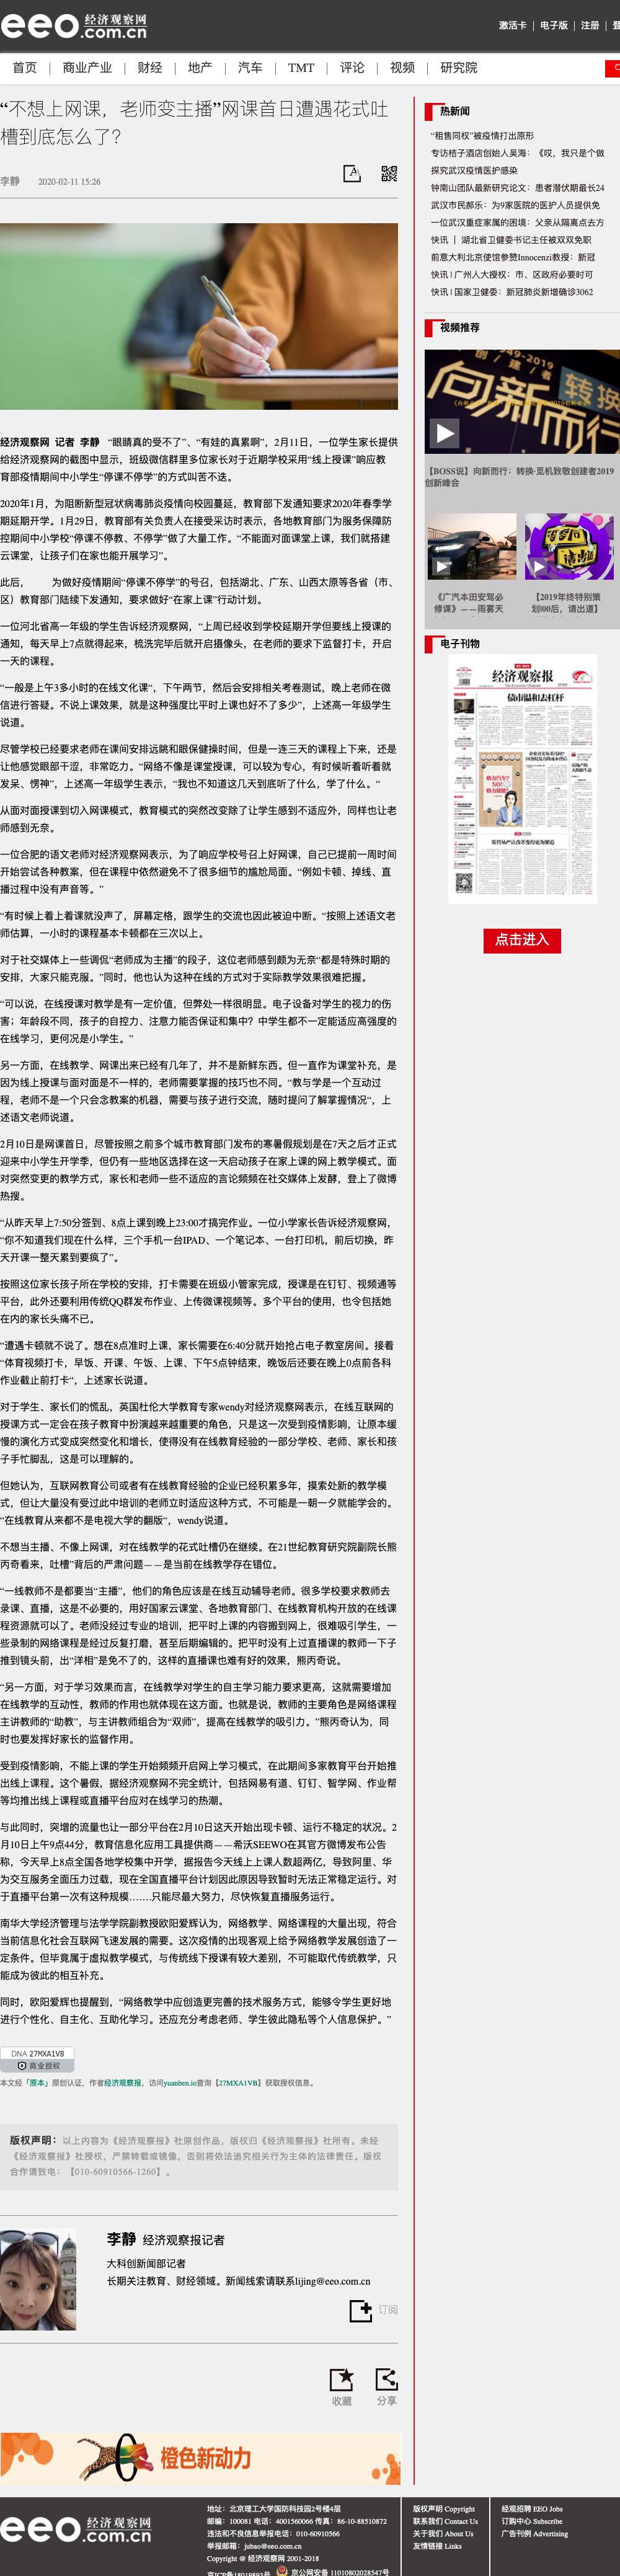 eeo 经济观察网
.com.cn
激活卡 | 电子版 | 注册 | 登
首页 | 商业产业 | 财经 | 地产 | 汽车 | TMT | 评论 | 视频 | 研究院
“不想上网课，老师变主播”网课首日遭遇花式吐
槽到底怎么了？
李静 2020-02-11 15:26
经济观察网 记者 李静 “眼睛真的受不了”、“有娃的真累啊”，2月11日，一位学生家长提供
给经济观察网的截图中显示，班级微信群里多位家长对于近期学校采用“线上授课”响应教
育部疫情期间中小学生“停课不停学”的方式叫苦不迭。
2020年1月，为阻断新型冠状病毒肺炎疫情向校园蔓延，教育部下发通知要求2020年春季学
期延期开学。1月29日，教育部有关负责人在接受采访时表示，各地教育部门为服务保障防
控期间中小学校“停课不停教、不停学”做了大量工作。“不能面对面课堂上课，我们就搭建
云课堂，让孩子们在家也能开展学习”。
此后， 为做好疫情期间“停课不停学”的号召，包括湖北、广东、山西太原等各省（市、
区）教育部门陆续下发通知，要求做好“在家上课”行动计划。
一位河北省高一年级的学生告诉经济观察网，“上周已经收到学校延期开学但要线上授课的
通知，每天早上7点就得起来，梳洗完毕后就开启摄像头，在老师的要求下监督打卡，开启
一天的课程。
“一般是上午3多小时的在线文化课“，下午两节，然后会安排相关考卷测试，晚上老师在微
信进行答疑。不说上课效果，就是这种强度比平时上课也好不了多少”，上述高一年级学生
说道。
尽管学校已经要求老师在课间安排远眺和眼保健操时间，但是一连三天的课程上下来，还是
让他感觉眼部干涩，非常吃力。“网络不像是课堂授课，可以较为专心，有时候听着听着就
发呆、愣神”，上述高一年级学生表示，“我也不知道这几天到底听了什么，学了什么。“
从面对面授课到切入网课模式，教育模式的突然改变除了让学生感到不适应外，同样也让老
师感到无奈。
一位合肥的语文老师对经济观察网表示，为了响应学校号召上好网课，自己已提前一周时间
开始尝试各种教案，但在课程中依然避免不了很多细节的尴尬局面。“例如卡顿、掉线、直
播过程中没有声音等。”
“有时候上着上着课就没声了，屏幕定格，跟学生的交流也因此被迫中断。“按照上述语文老
师估算，一小时的课程基本卡顿都在三次以上。
对于社交媒体上一些调侃“老师成为主播”的段子，这位老师感到颇为无奈“都是特殊时期的
安排，大家只能克服。”同时，他也认为这种在线的方式对于实际教学效果很难把握。
“可以说，在线授课对教学是有一定价值，但弊处一样很明显。电子设备对学生的视力的伤
害；年龄段不同，孩子的自控力、注意力能否保证和集中？中学生都不一定能适应高强度的
在线学习，更何况是小学生。”
另一方面，在线教学、网课出来已经有几年了，并不是新鲜东西。但一直作为课堂补充，是
因为线上授课与面对面是不一样的，老师需要掌握的技巧也不同。“教与学是一个互动过
程，老师不是一个只会念教案的机器，需要与孩子进行交流，随时提问了解掌握情况“，上
述语文老师说道。
2月10日是网课首日，尽管按照之前多个城市教育部门发布的寒暑假规划是在7天之后才正式
迎来中小学生开学季，但仍有一些地区选择在这一天启动孩子在家上课的网上教学模式。面
对突然变更的教学方式，家长和老师一些不适应的言论频频在社交媒体上发酵，登上了微博
热搜。
“从昨天早上7:50分签到、8点上课到晚上23:00才搞完作业。一位小学家长告诉经济观察网，
“你不知道我们现在什么样，三个手机一台IPAD、一个笔记本、一台打印机，前后切换，昨
天开课一整天累到要疯了”。
按照这位家长孩子所在学校的安排，打卡需要在班级小管家完成，授课是在钉钉、视频通等
平台，此外还要利用传统QQ群发布作业、上传微课视频等。多个平台的使用，也令包括她
在内的家长头痛不已。
“遭遇卡顿就不说了。想在8点准时上课，家长需要在6:40分就开始抢占电子教室房间。接着
“体育视频打卡，早饭、开课、午饭、上课、下午5点钟结束，晚饭后还要在晚上0点前各科
作业截止前打卡“，上述家长说道。
对于学生、家长们的慌乱，英国杜伦大学教育专家wendy对经济观察网表示，在线互联网的
授课方式一定会在孩子教育中扮演越来越重要的角色，只是这一次受到疫情影响，让原本缓
慢的演化方式变成突然变化和增长，使得没有在线教育经验的一部分学校、老师、家长和孩
子手忙脚乱，这是可以理解的。
但她认为，互联网教育公司或者有在线教育经验的企业已经积累多年，摸索处新的教学模
式，但让大量没有受过此中培训的老师立时适应这种方式，不可能是一朝一夕就能学会的。
“在线教育从来都不是电视大学的翻版“，wendy说道。
不想当主播、不像上网课，对在线教学的花式吐槽仍在继续。在21世纪教育研究院副院长熊
丙奇看来，吐槽”背后的严肃问题——是当前在线教学存在错位。
“一线教师不是都要当“主播”，他们的角色应该是在线互动辅导老师。很多学校要求教师去
录课、直播，这是不必要的，用好国家云课堂、各地教育部门、在线教育机构开放的在线课
程资源就可以了。老师没经过专业的培训，把平时上课的内容搬到网上，很难吸引学生，一
些录制的网络课程是经过反复打磨，甚至后期编辑的。把平时没有上过直播课的教师一下子
推到镜头前，出“洋相”是免不了的，这样的直播课也难有好的效果，熊丙奇说。
“另一方面，对于学习效果而言，在线教学对学生的自主学习能力要求更高，这就需要增加
在线教学的互动性，教师的作用也就体现在这方面。也就是说，教师的主要角色是网络课程
主讲教师的“助教”，与主讲教师组合为“双师”，提高在线教学的吸引力。”熊丙奇认为，同
时也要发挥好家长的监督作用。
受到疫情影响，不能上课的学生开始频频开启网上学习模式，在此期间多家教育平台开始推
出线上课程。这个暑假，据经济观察网不完全统计，包括网易有道、钉钉、智学网、作业帮
等均推出线上课程或直播平台应对在线学习的热潮。
与此同时，突增的流量也让一部分平台在2月10日这天开始出现卡顿、运行不稳定的状况。2
月10日上午9点44分，教育信息化应用工具提供商——希沃SEEWO在其官方微博发布公告
称，今天早上8点全国各地学校集中开学，据报告今天线上上课人数超两亿，导致阿里、华
为交互服务全面压力过载，现在全国直播平台计划因此原因导致暂时无法正常稳定运行。对
于直播平台第一次有这种规模……只能尽最大努力，尽快恢复直播服务运行。
南华大学经济管理与法学学院副教授欧阳爱辉认为，网络教学、网络课程的大量出现，符合
当前信息化社会互联网飞速发展的需要。这次疫情的出现客观上给予网络教学发展创造了一
定条件。但毕竟属于虚拟教学模式，与传统线下授课有较大差别，不可能取代传统教学，只
能成为彼此的相互补充。
同时，欧阳爱辉也提醒到，“网络教学中应创造更完善的技术服务方式，能够令学生更好地
进行个性化、自主化、互助化学习。还应充分考虑老师、学生彼此隐私等个人信息保护。”
DNA 27MXA1VB
商业授权
本文经「原本」原创认证，作者经济观察报，访问yuanben.io查询【27MXA1VB】获取授权信息。
版权声明：以上内容为《经济观察报》社原创作品，版权归《经济观察报》社所有。未经
《经济观察报》社授权，严禁转载或镜像，否则将依法追究相关行为主体的法律责任。版权
合作请致电：【010-60910566-1260】。
李静 经济观察报记者
大科创新闻部记者
长期关注教育、财经领域。新闻线索请联系lijing@eeo.com.cn
订阅
收藏 分享
橙色新动力
热新闻
“租售同权”被疫情打出原形
专访桔子酒店创始人吴海：《哎，我只是个做
探究武汉疫情医护感染
钟南山团队最新研究论文：患者潜伏期最长24
武汉市民郝乐：为9家医院的医护人员提供免
一位武汉重症家属的困境：父亲从隔离点去方
快讯 | 湖北省卫健委书记主任被双双免职
前意大利北京使馆参赞Innocenzi教授：新冠
快讯 | 广州人大授权：市、区政府必要时可
快讯 | 国家卫健委：新冠肺炎新增确诊3062
视频推荐
【BOSS说】向新而行：转换·觅机致敬创建者2019
创新峰会
《广汽本田安驾必
修课》——雨雾天
【2019年终特别策
划|00后，请出道】
电子刊物
经济观察报
债市温和去杠杆
点击进入
eeo 经济观察网
.com.cn
地址：北京理工大学国防科技园2号楼4层
邮编：100081 电话：4001560066 传真：86-10-88510872
违法和不良信息举报电话：010-60910566
举报邮箱：jubao@eeo.com.cn
Copyright @ 经济观察网 2001-2018
京ICP备18019893号 京公网安备 11010802028547号
版权声明 Copyright
联系我们 Contact Us
关于我们 About Us
友情链接 Links
经观招聘 EEO Jobs
订购中心 Subscribe
广告刊例 Advertising